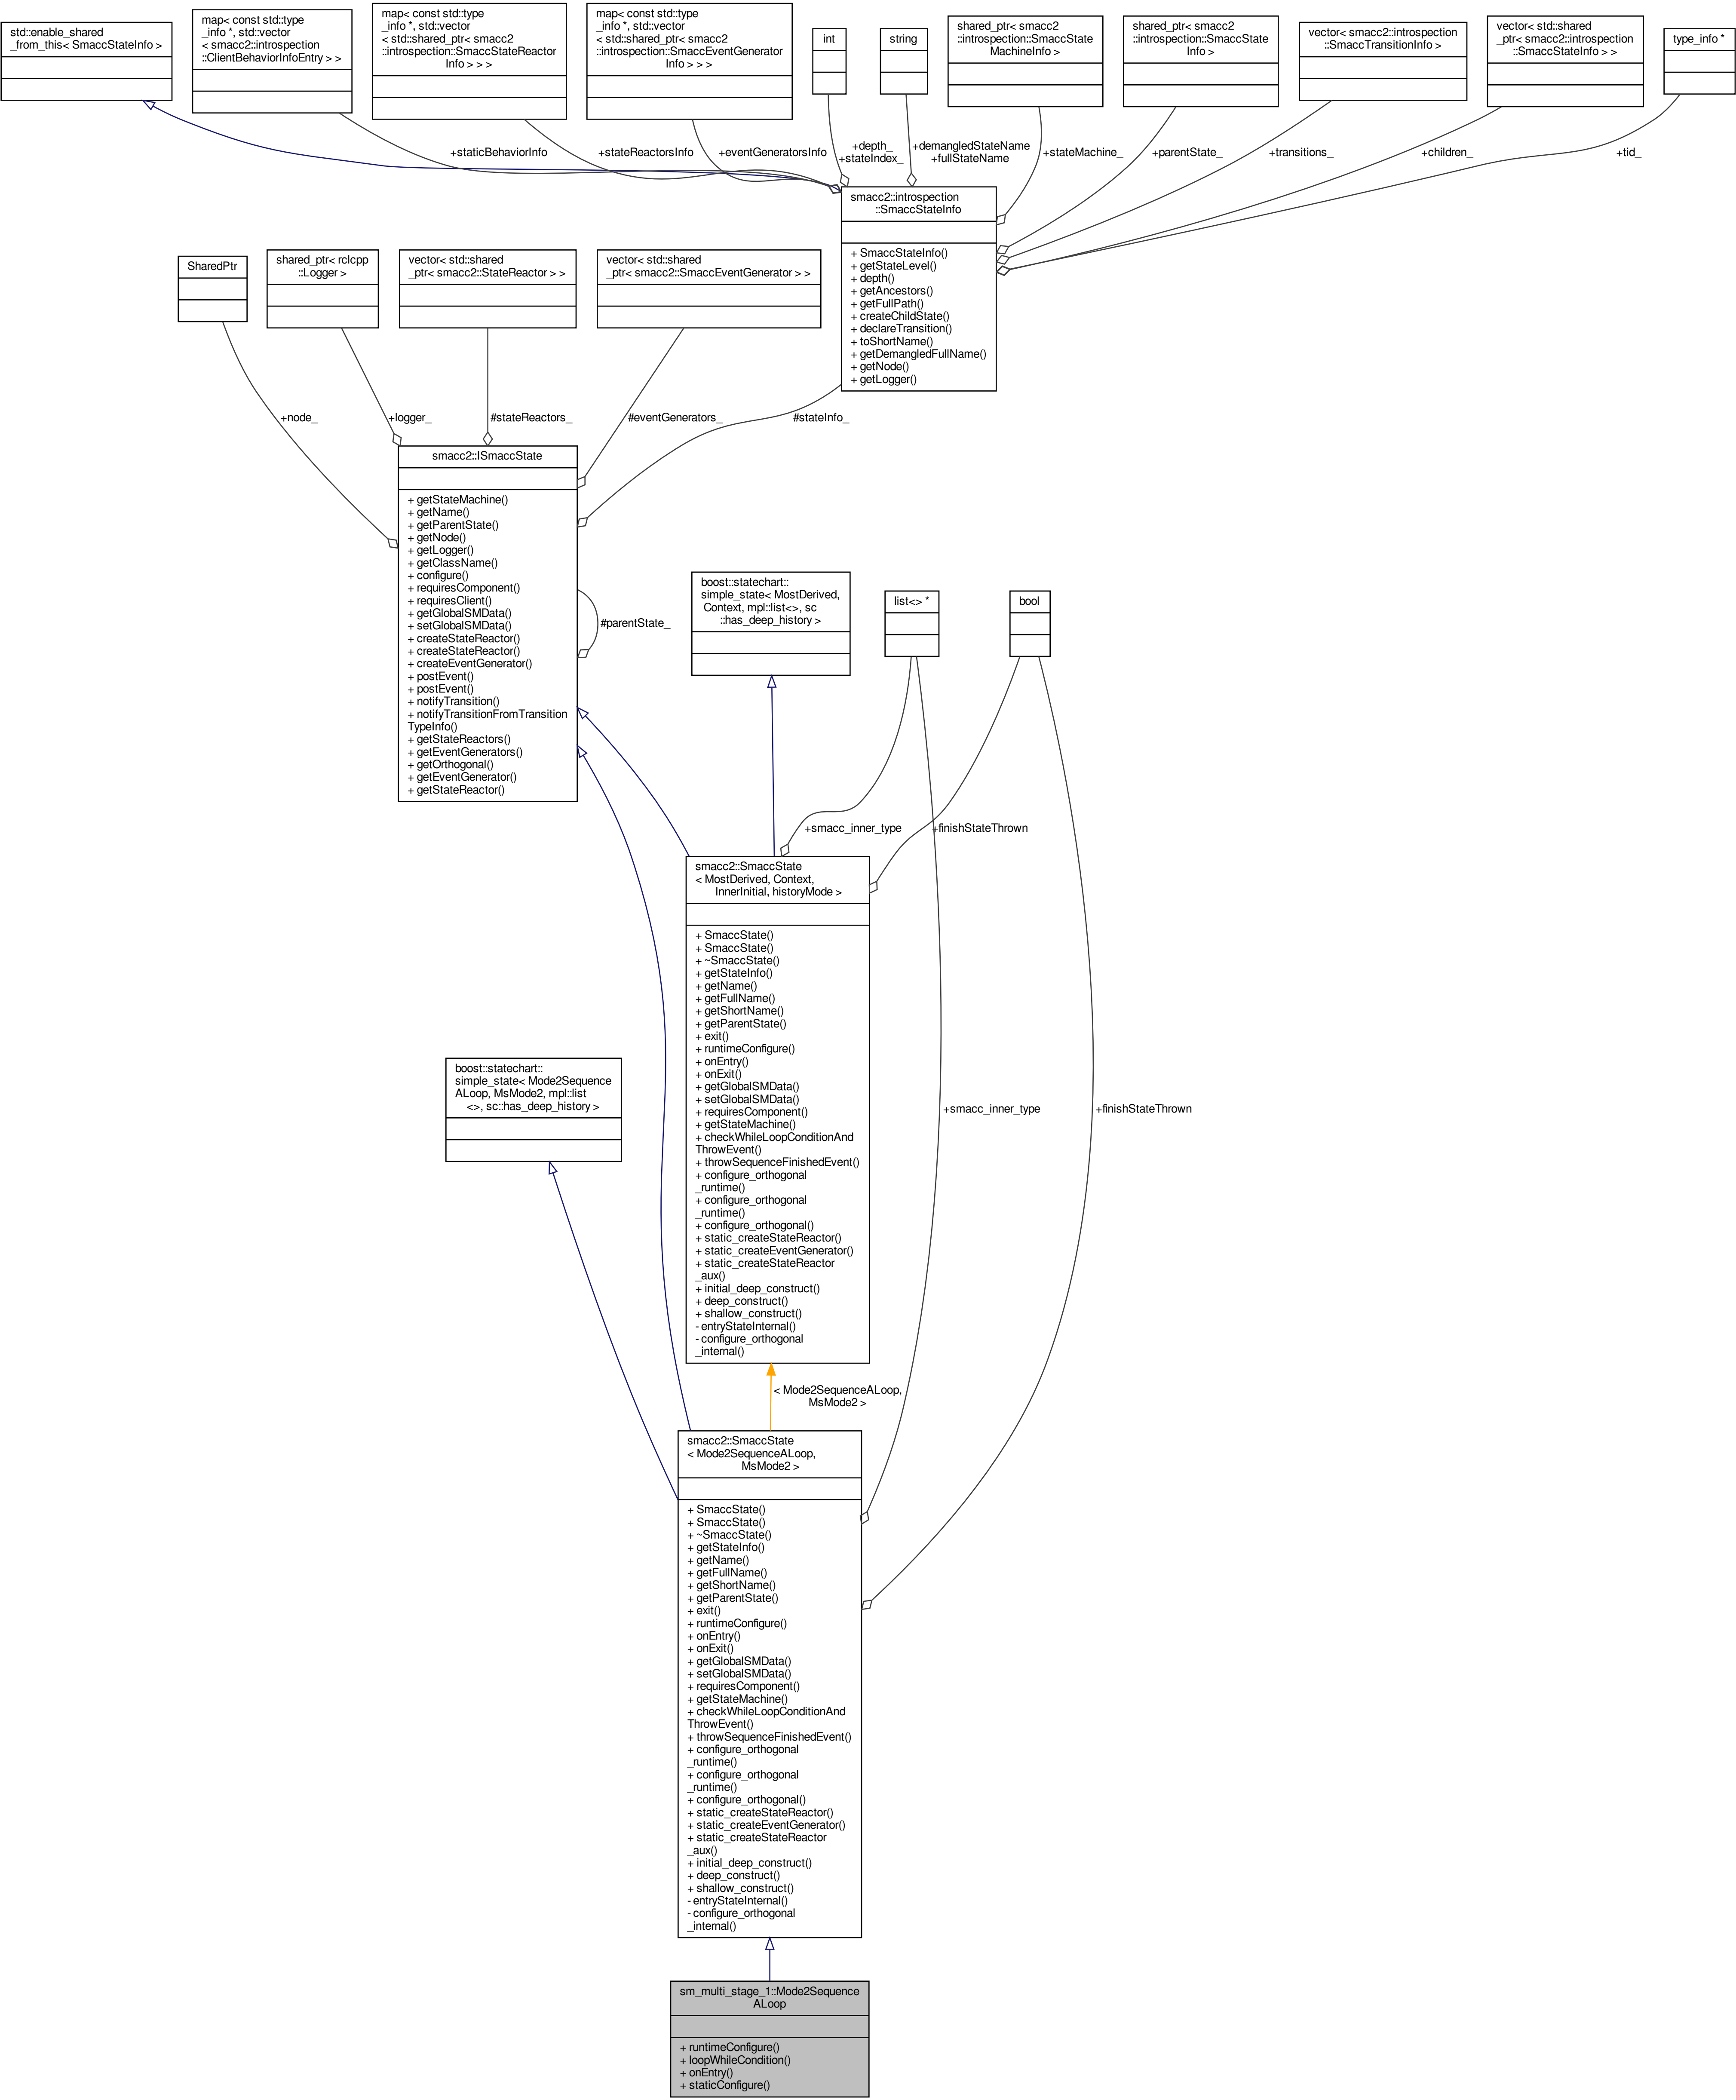 std::enable_shared
_from_this< SmaccStateInfo >
map< const std::type
_info *, std::vector
< smacc2::introspection
::ClientBehaviorInfoEntry > >
map< const std::type
_info *, std::vector
< std::shared_ptr< smacc2
::introspection::SmaccStateReactor
Info > > >
map< const std::type
_info *, std::vector
< std::shared_ptr< smacc2
::introspection::SmaccEventGenerator
Info > > >
int
string
shared_ptr< smacc2
::introspection::SmaccState
MachineInfo >
shared_ptr< smacc2
::introspection::SmaccState
Info >
vector< smacc2::introspection
::SmaccTransitionInfo >
vector< std::shared
_ptr< smacc2::introspection
::SmaccStateInfo > >
type_info *
+staticBehaviorInfo
+stateReactorsInfo
+eventGeneratorsInfo
+depth_
+stateIndex_
+demangledStateName
+fullStateName
+stateMachine_
+parentState_
+transitions_
+children_
+tid_
smacc2::introspection
::SmaccStateInfo
+ SmaccStateInfo()
+ getStateLevel()
+ depth()
+ getAncestors()
+ getFullPath()
+ createChildState()
+ declareTransition()
+ toShortName()
+ getDemangledFullName()
+ getNode()
+ getLogger()
SharedPtr
shared_ptr< rclcpp
::Logger >
vector< std::shared
_ptr< smacc2::StateReactor > >
vector< std::shared
_ptr< smacc2::SmaccEventGenerator > >
+node_
+logger_
#stateReactors_
#eventGenerators_
#stateInfo_
smacc2::ISmaccState
+ getStateMachine()
+ getName()
+ getParentState()
+ getNode()
+ getLogger()
+ getClassName()
+ configure()
+ requiresComponent()
+ requiresClient()
+ getGlobalSMData()
+ setGlobalSMData()
+ createStateReactor()
+ createStateReactor()
+ createEventGenerator()
+ postEvent()
+ postEvent()
+ notifyTransition()
+ notifyTransitionFromTransition
TypeInfo()
+ getStateReactors()
+ getEventGenerators()
+ getOrthogonal()
+ getEventGenerator()
+ getStateReactor()
#parentState_
boost::statechart::
simple_state< MostDerived,
Context, mpl::list<>, sc
::has_deep_history >
list<> *
bool
+smacc_inner_type
+finishStateThrown
smacc2::SmaccState
< MostDerived, Context,
InnerInitial, historyMode >
+ SmaccState()
+ SmaccState()
+ ~SmaccState()
+ getStateInfo()
+ getName()
+ getFullName()
+ getShortName()
+ getParentState()
+ exit()
+ runtimeConfigure()
+ onEntry()
+ onExit()
+ getGlobalSMData()
+ setGlobalSMData()
+ requiresComponent()
+ getStateMachine()
+ checkWhileLoopConditionAnd
ThrowEvent()
+ throwSequenceFinishedEvent()
+ configure_orthogonal
_runtime()
+ configure_orthogonal
_runtime()
+ configure_orthogonal()
+ static_createStateReactor()
+ static_createEventGenerator()
+ static_createStateReactor
_aux()
+ initial_deep_construct()
+ deep_construct()
+ shallow_construct()
- entryStateInternal()
- configure_orthogonal
_internal()
boost::statechart::
simple_state< Mode2Sequence
ALoop, MsMode2, mpl::list
<>, sc::has_deep_history >
+smacc_inner_type
+finishStateThrown
< Mode2SequenceALoop,
MsMode2 >
smacc2::SmaccState
< Mode2SequenceALoop,
MsMode2 >
+ SmaccState()
+ SmaccState()
+ ~SmaccState()
+ getStateInfo()
+ getName()
+ getFullName()
+ getShortName()
+ getParentState()
+ exit()
+ runtimeConfigure()
+ onEntry()
+ onExit()
+ getGlobalSMData()
+ setGlobalSMData()
+ requiresComponent()
+ getStateMachine()
+ checkWhileLoopConditionAnd
ThrowEvent()
+ throwSequenceFinishedEvent()
+ configure_orthogonal
_runtime()
+ configure_orthogonal
_runtime()
+ configure_orthogonal()
+ static_createStateReactor()
+ static_createEventGenerator()
+ static_createStateReactor
_aux()
+ initial_deep_construct()
+ deep_construct()
+ shallow_construct()
- entryStateInternal()
- configure_orthogonal
_internal()
sm_multi_stage_1::Mode2Sequence
ALoop
+ runtimeConfigure()
+ loopWhileCondition()
+ onEntry()
+ staticConfigure()